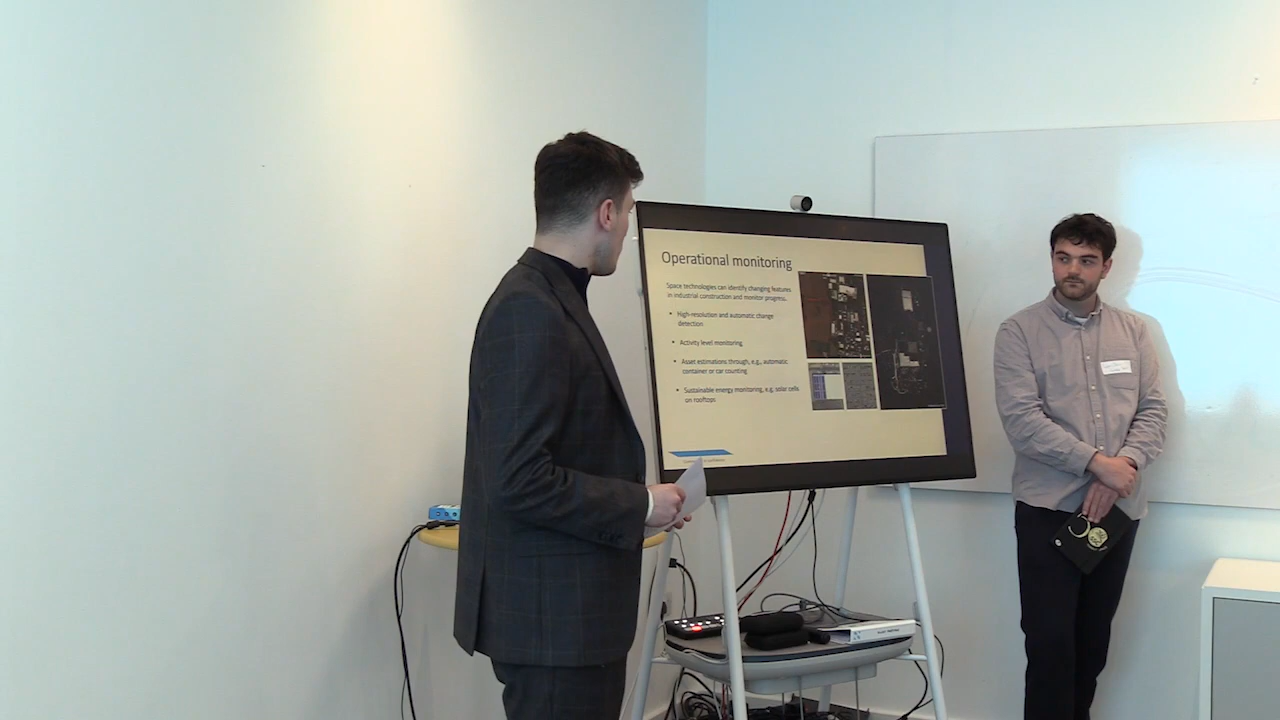 Operational monitoring
Space technologies can identify changing features
in industrial construction and monitor progress.
• High-resolution and automatic change
detection
• Activity level monitoring
• Asset estimations through, e.g., automatic
container or car counting
• Sustainable energy monitoring, e.g. solar cells
on rooftops